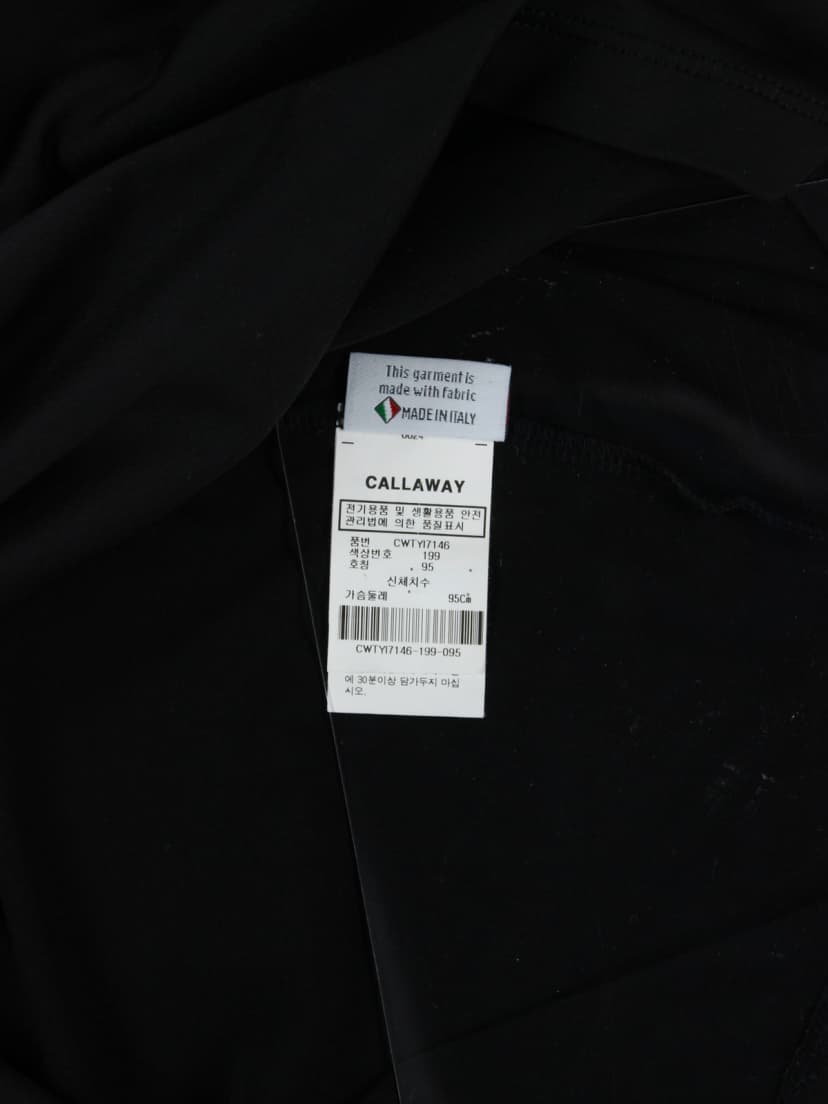 This garment is
made with fabric
MADE IN ITALY
CALLAWAY
전기용품 및 생활용품 안전
관리법에 의한 품질표시
품번 CWTYI7146
색상번호 199
호칭 95
신체치수
가슴둘레 95Cm
CWTYI7146-199-095
에 30분이상 담가두지 마십
시오.